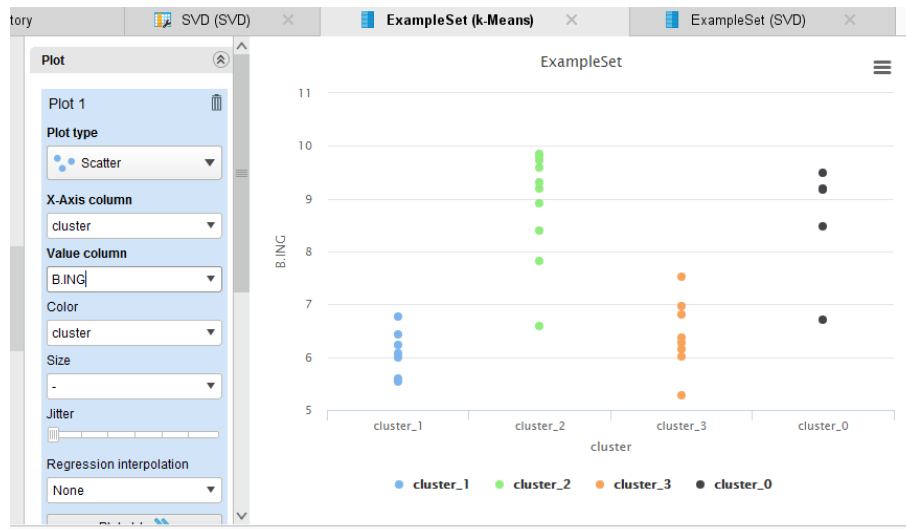 tory
SVD (SVD)
ExampleSet (k-Means)
ExampleSet (SVD)
Plot
Plot 1
Plot type
Scatter
X-Axis column
cluster
Value column
B.ING
Color
cluster
Size
-
Jitter
Regression interpolation
None
ExampleSet
11
10
9
8
7
6
5
B.ING
cluster_1 cluster_2 cluster_3 cluster_0
cluster
cluster_1 cluster_2 cluster_3 cluster_0